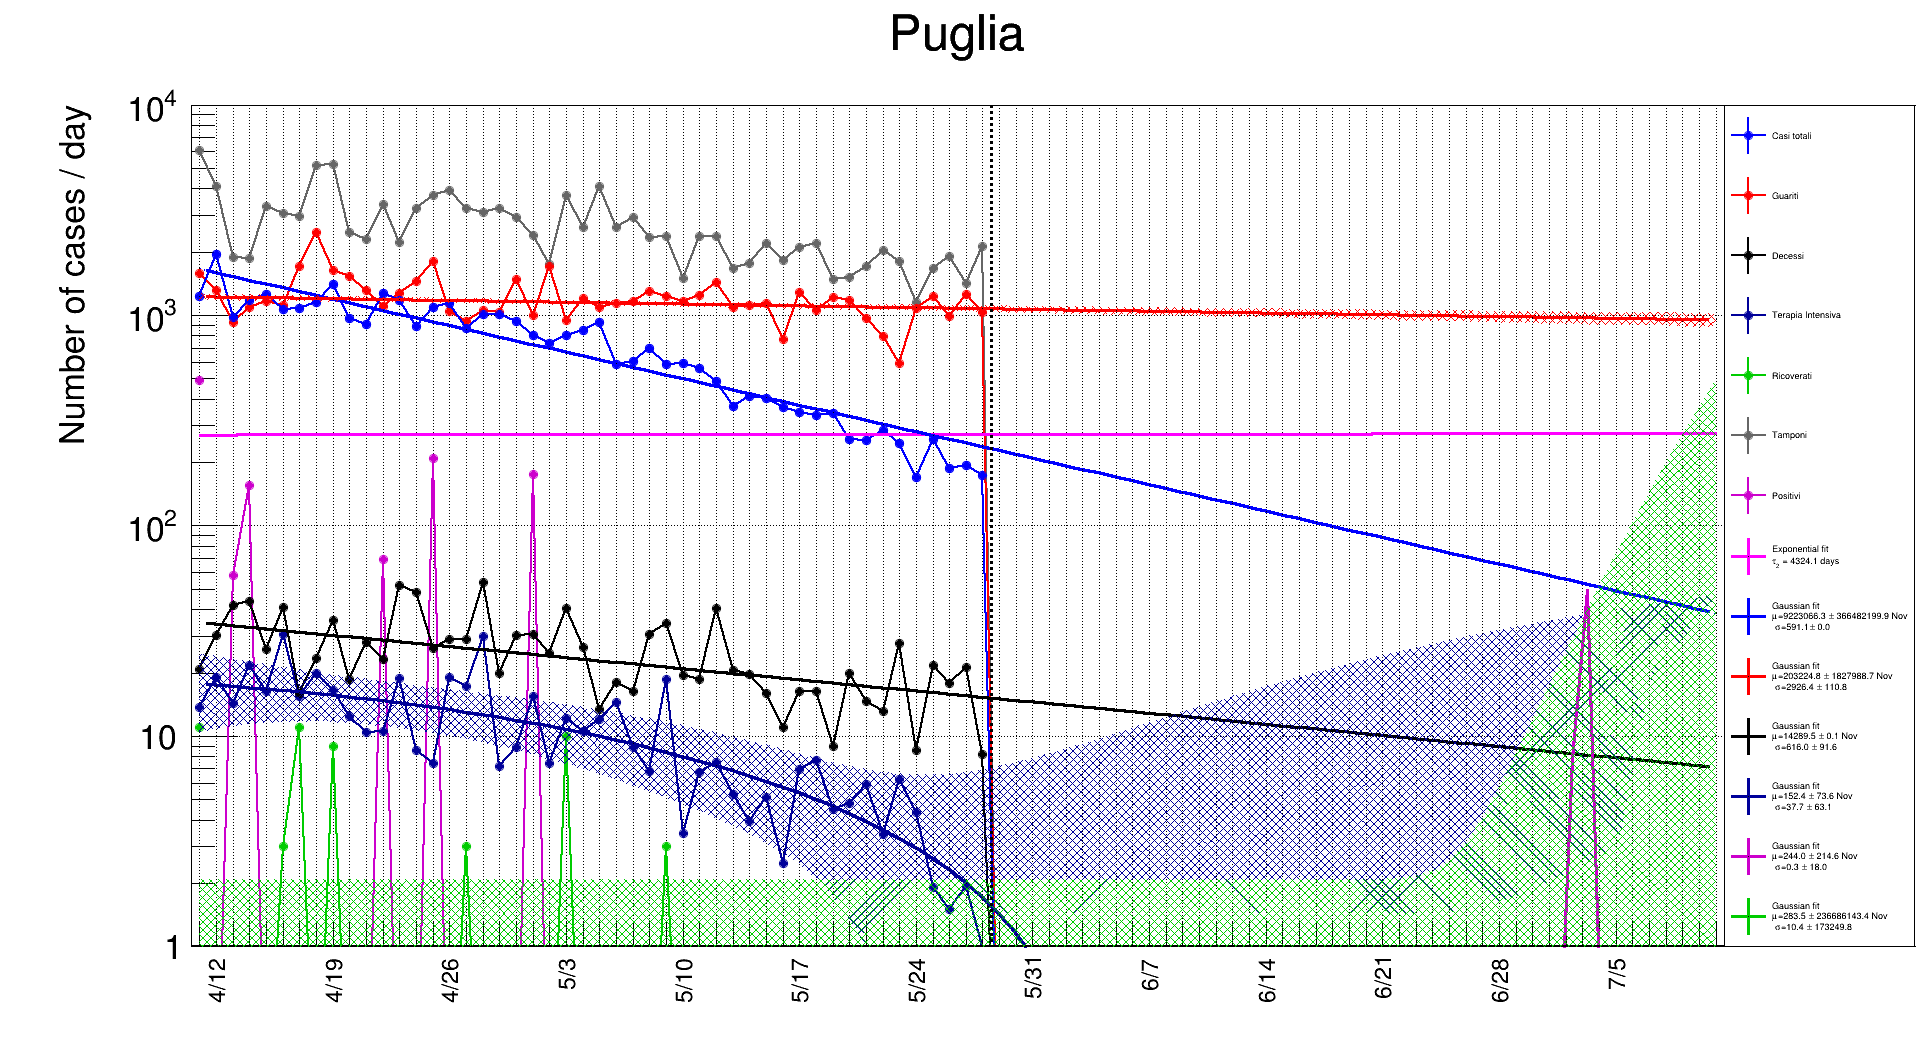 Puglia
Number of cases / day
10^4
10^3
10^2
10
1
4/12
4/19
4/26
5/3
5/10
5/17
5/24
5/31
6/7
6/14
6/21
6/28
7/5
Casi totali
Guariti
Decessi
Terapia Intensiva
Ricoverati
Tamponi
Positivi
Exponential fit
τ₂ = 4324.1 days
Gaussian fit
μ=9223066.3 ± 366482199.9 Nov
σ=591.1 ± 0.0
Gaussian fit
μ=203224.8 ± 1827988.7 Nov
σ=2926.4 ± 110.8
Gaussian fit
μ=14289.5 ± 0.1 Nov
σ=616.0 ± 91.6
Gaussian fit
μ=152.4 ± 73.6 Nov
σ=37.7 ± 63.1
Gaussian fit
μ=244.0 ± 214.6 Nov
σ=0.3 ± 18.0
Gaussian fit
μ=283.5 ± 236686143.4 Nov
σ=10.4 ± 173249.8